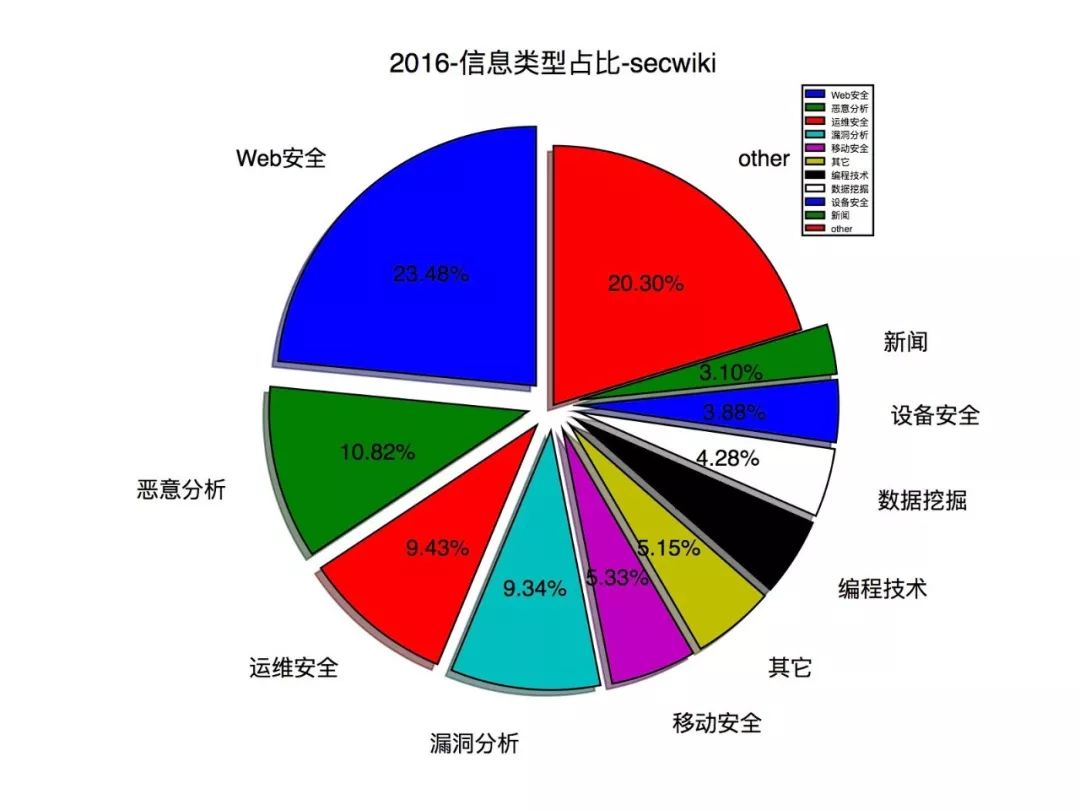 2016-信息类型占比-secwiki
Web安全
恶意分析
运维安全
漏洞分析
移动安全
其它
编程技术
数据挖掘
设备安全
新闻
other
Web安全
other
23.48%
20.30%
新闻
3.10%
3.88%
设备安全
10.82%
4.28%
恶意分析
数据挖掘
9.43%
5.15%
5.33%
9.34%
编程技术
运维安全
其它
移动安全
漏洞分析